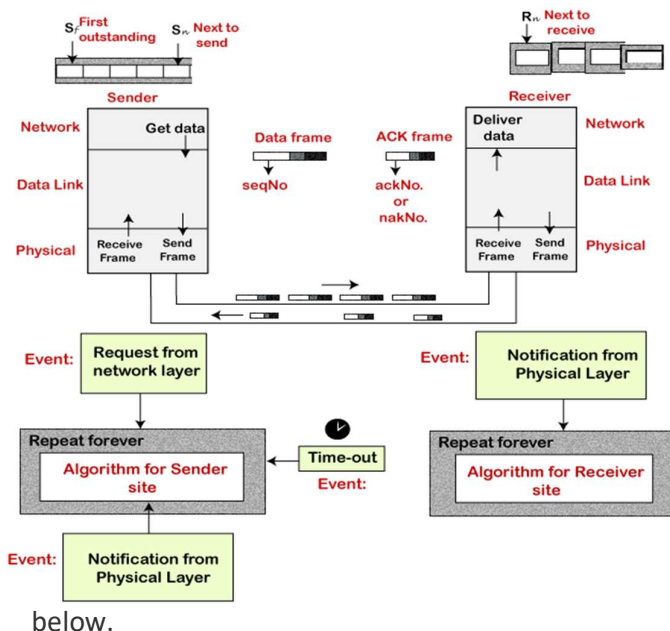 Sf First
outstanding
Sn Next to
send
Rn Next to
receive
Sender
Receiver
Network
Get data
Data frame
ACK frame
Deliver
data
Network
Data Link
seqNo
ackNo.
or
nakNo.
Data Link
Physical
Receive
Frame
Send
Frame
Receive
Frame
Send
Frame
Physical
Event:
Request from
network layer
Event:
Notification from
Physical Layer
Repeat forever
Algorithm for Sender
site
Time-out
Event:
Repeat forever
Algorithm for Receiver
site
Event:
Notification from
Physical Layer
below.